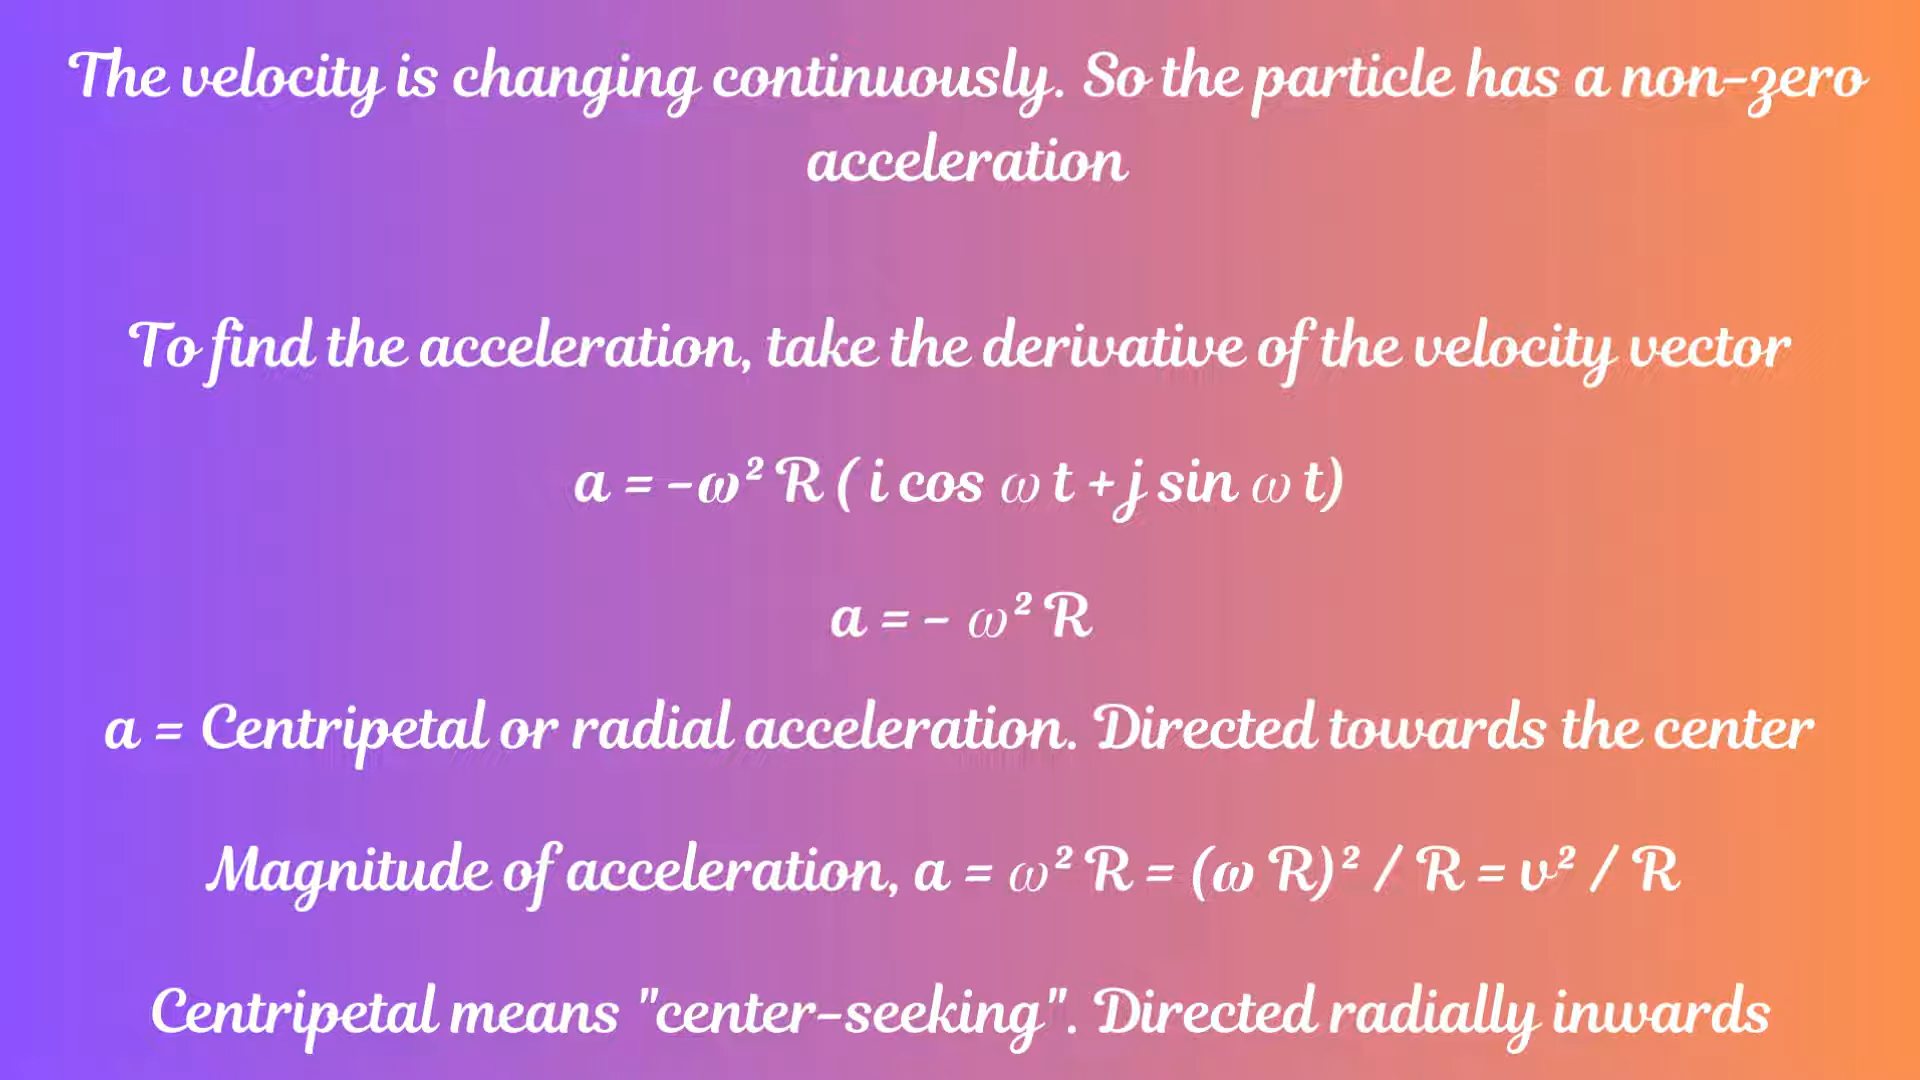 The velocity is changing continuously. So the particle has a non-zero
acceleration
To find the acceleration, take the derivative of the velocity vector
a = -ω² R ( i cos ω t + j sin ω t)
a = - ω² R
a = Centripetal or radial acceleration. Directed towards the center
Magnitude of acceleration, a = ω² R = (ω R)² / R = v² / R
Centripetal means "center-seeking". Directed radially inwards